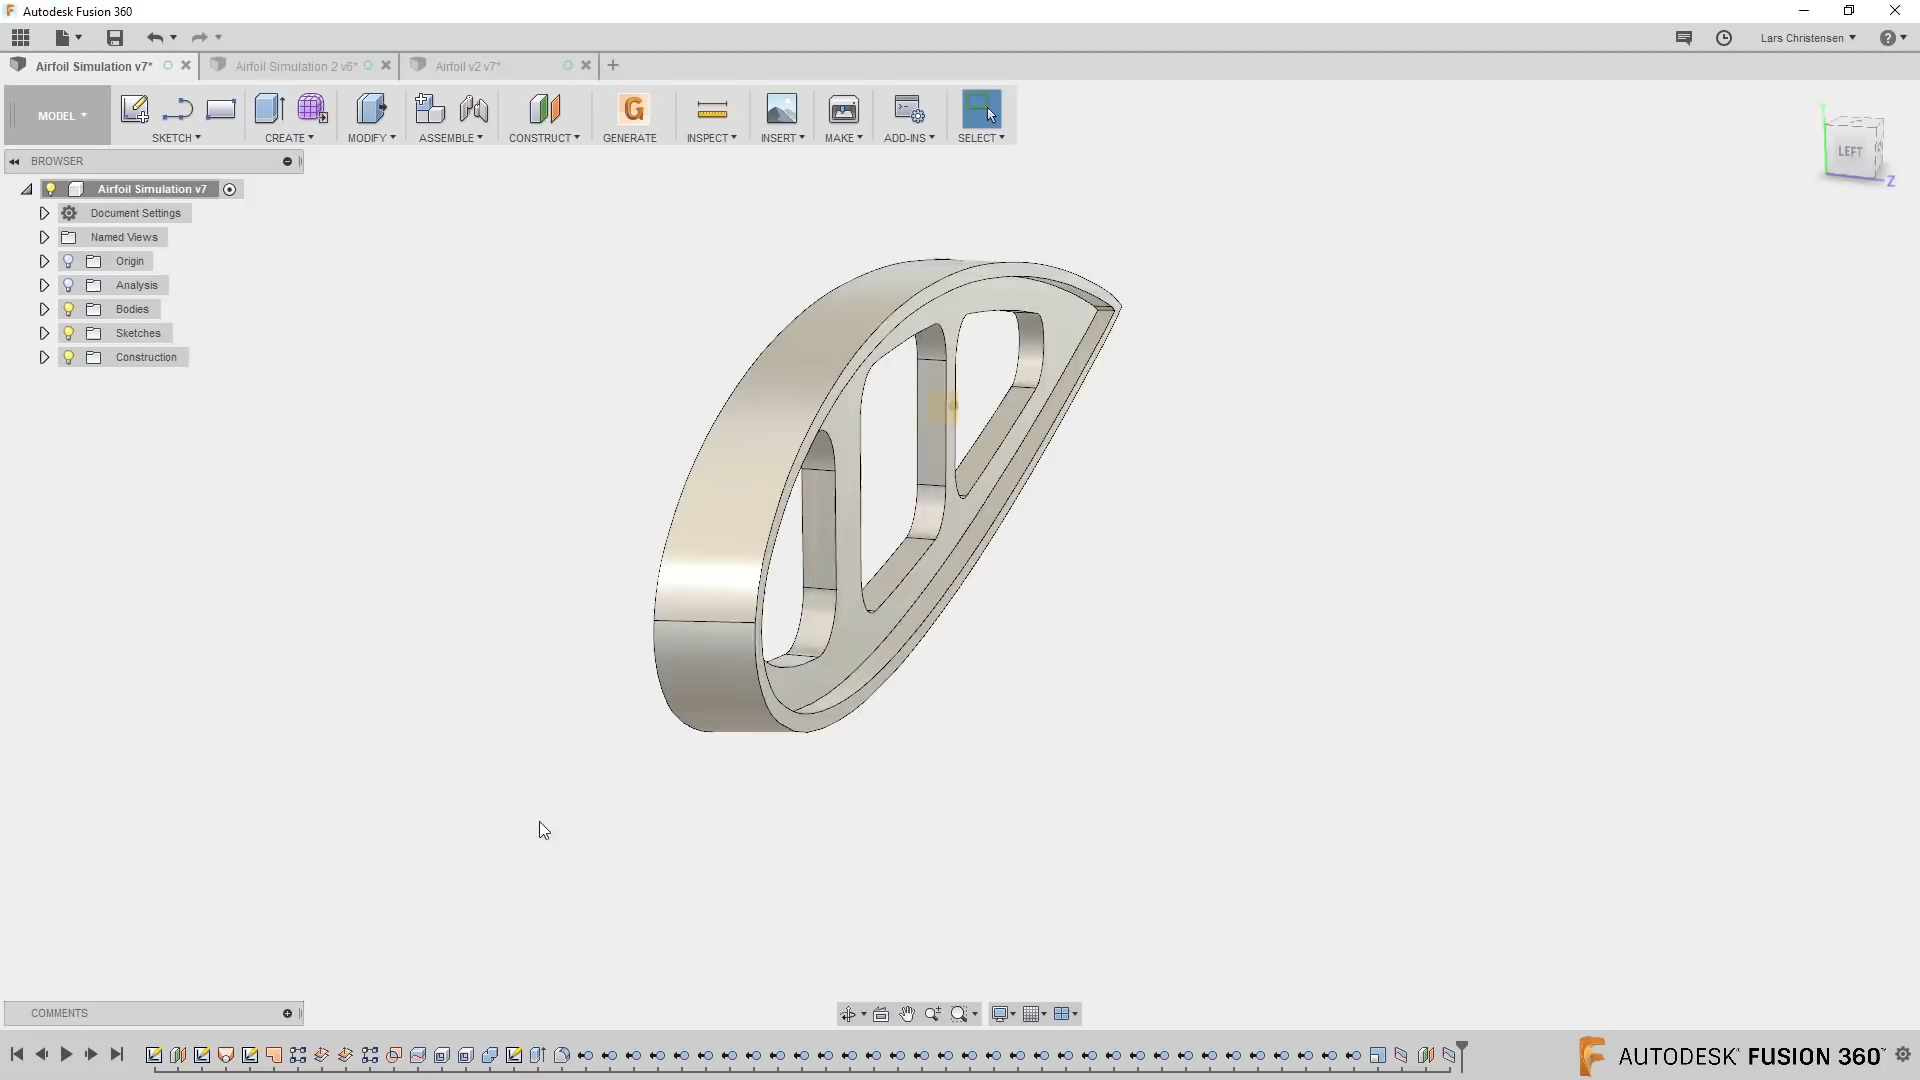 Autodesk Fusion 360
Lars Christensen
Airfoil Simulation v7*
Airfoil Simulation 2 v6*
Airfoil v2 v7*
MODEL
SKETCH
CREATE
MODIFY
ASSEMBLE
CONSTRUCT
GENERATE
INSPECT
INSERT
MAKE
ADD-INS
SELECT
BROWSER
Airfoil Simulation v7
Document Settings
Named Views
Origin
Analysis
Bodies
Sketches
Construction
LEFT
Z
COMMENTS
AUTODESK FUSION 360